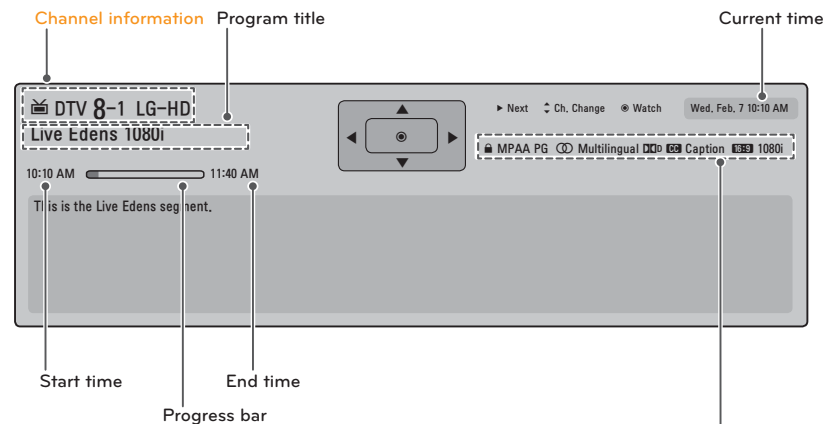 Channel information Program title Current time
DTV 8-1 LG-HD
Next Ch. Change Watch Wed. Feb. 7 10:10 AM
Live Edens 1080i
MPAA PG Multilingual DD D CC Caption 16:9 1080i
10:10 AM 11:40 AM
This is the Live Edens segment.
Start time End time
Progress bar